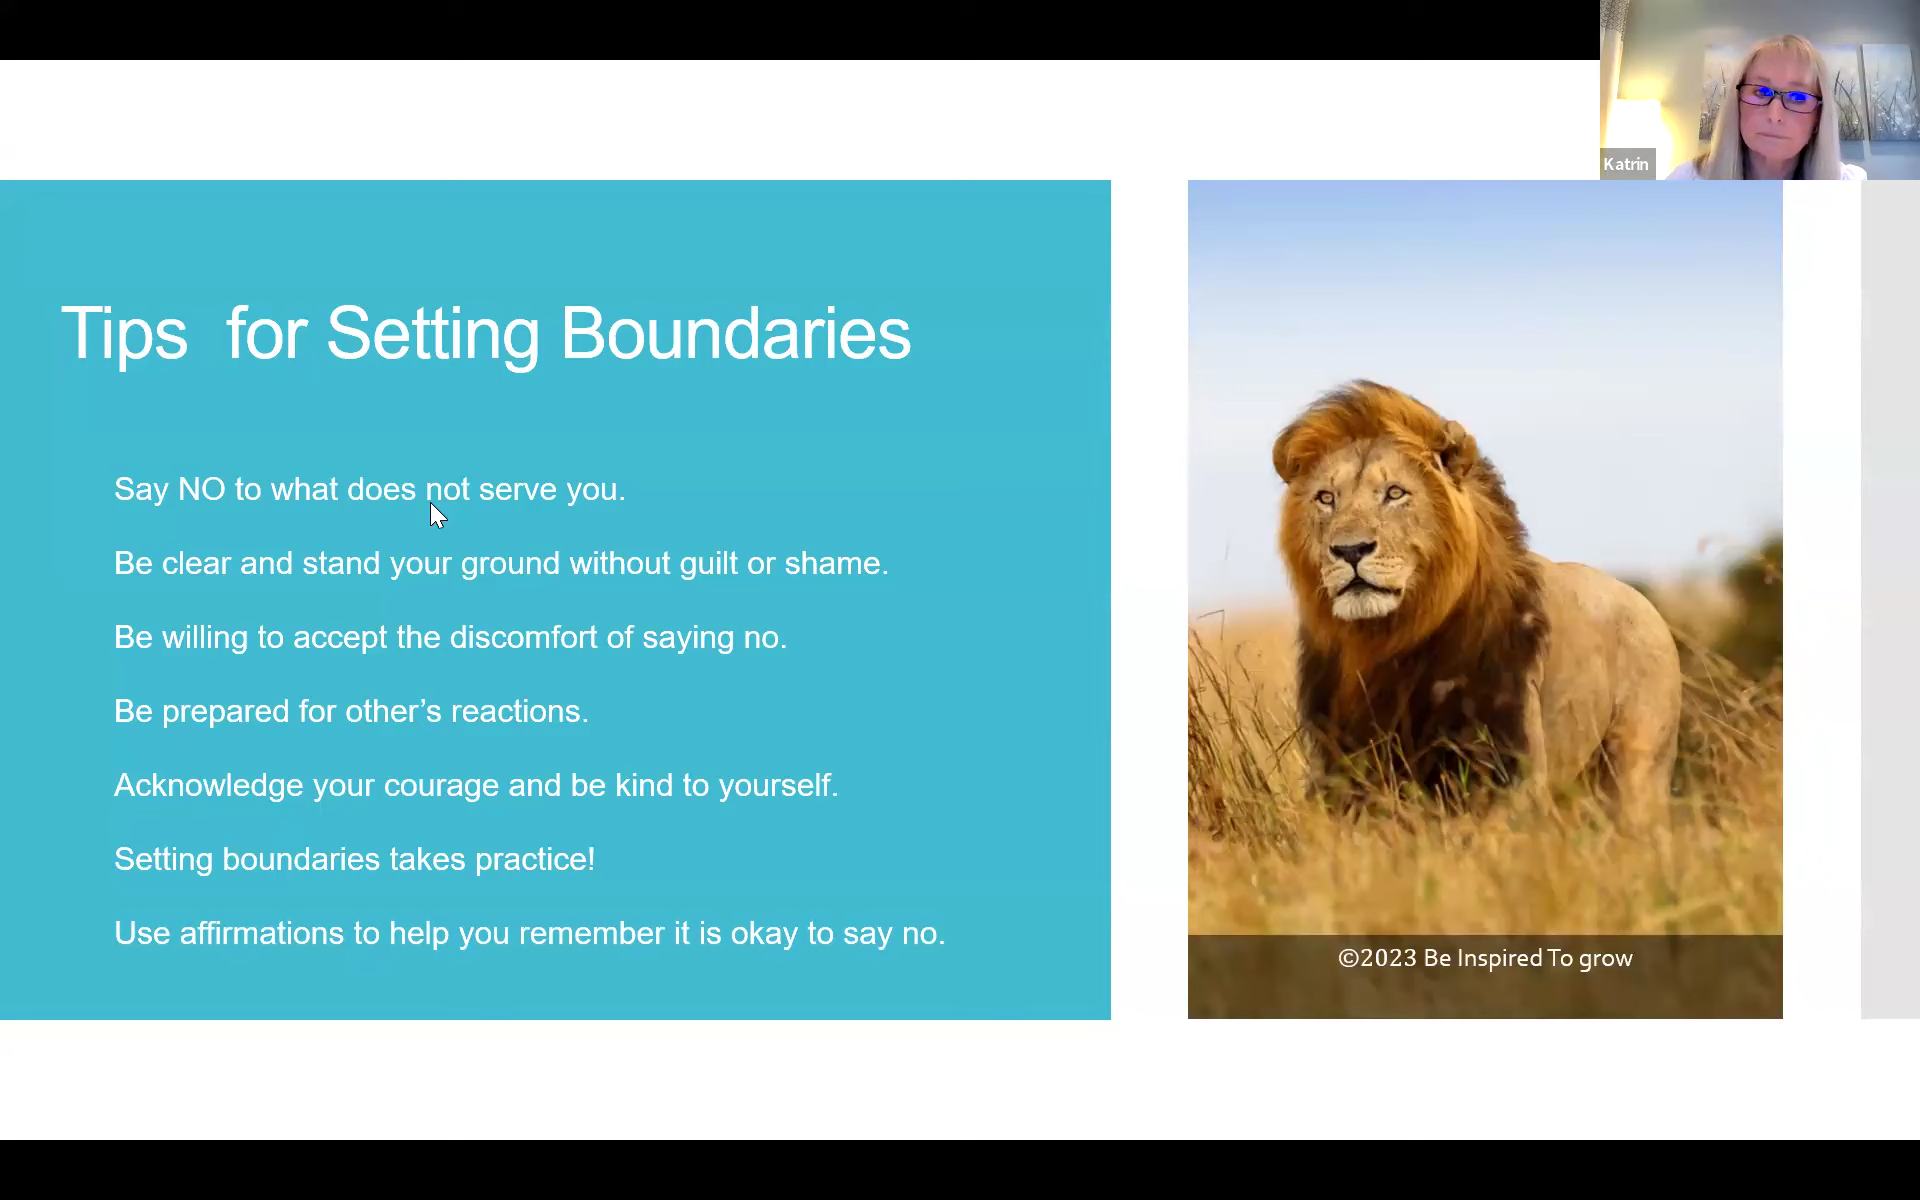 Katrin
Tips  for Setting Boundaries
Say NO to what does not serve you.
Be clear and stand your ground without guilt or shame.
Be willing to accept the discomfort of saying no.
Be prepared for other’s reactions.
Acknowledge your courage and be kind to yourself.
Setting boundaries takes practice!
Use affirmations to help you remember it is okay to say no.
©2023 Be Inspired To grow